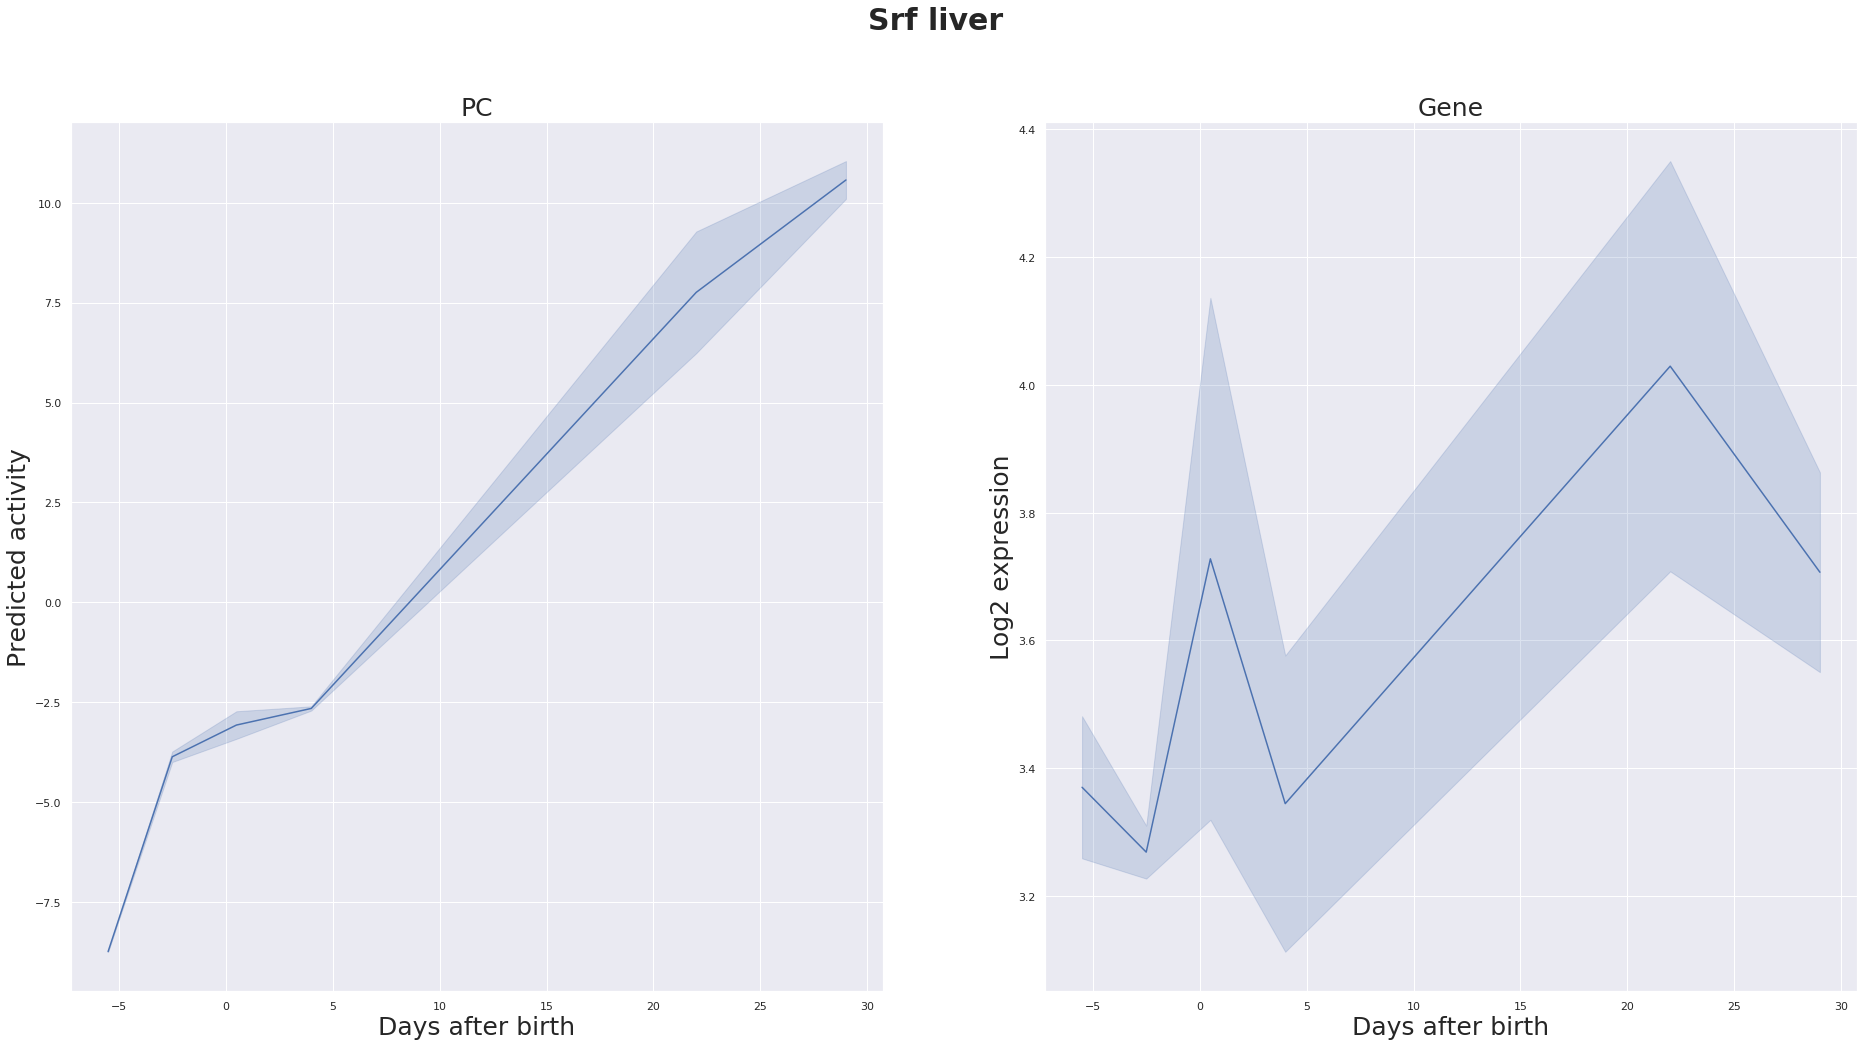 Srf liver
PC
Predicted activity
10.0
7.5
5.0
2.5
0.0
−2.5
−5.0
−7.5
−5 0 5 10 15 20 25 30
Days after birth
Gene
Log2 expression
4.4
4.2
4.0
3.8
3.6
3.4
3.2
−5 0 5 10 15 20 25 30
Days after birth